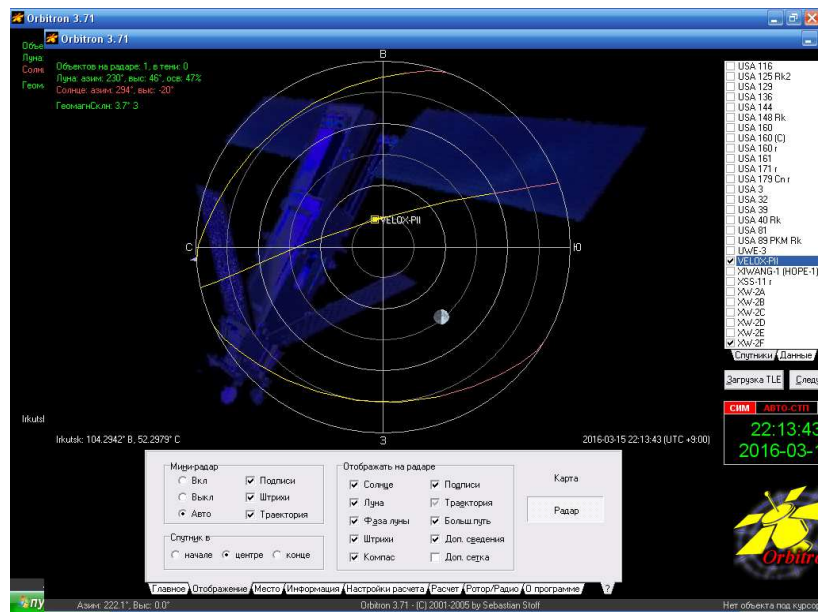 Orbitron 3.71
Orbitron 3.71
Объектов на радаре: 1, в тени: 0
Луна: азим: 230°, выс: 46°, осв: 47%
Солнце: азим: 294°, выс: -20°
ГеомагнСклн: 3.7° З
В
С
Ю
З
VELOX-PII
USA 116
USA 125 Rk2
USA 129
USA 136
USA 144
USA 148 Rk
USA 160
USA 160 (C)
USA 160 r
USA 161
USA 171 r
USA 179 Cn r
USA 3
USA 32
USA 39
USA 40 Rk
USA 81
USA 89 PKM Rk
UWE-3
VELOX-PII
XIWANG-1 (HOPE-1)
XSS-11 r
XW-2A
XW-2B
XW-2C
XW-2D
XW-2E
XW-2F
Спутники Данные
Загрузка TLE
СИМ АВТО-СТП
22:13:43
Irkutsk: 104.2942° В, 52.2979° С
2016-03-15 22:13:43 (UTC +9:00)
Мини-радар
Вкл
Выкл
Авто
Подписи
Штрихи
Траектория
Спутник в
начале центре конце
Отображать на радаре
Солнце
Луна
Фаза луны
Штрихи
Компас
Подписи
Траектория
Больш.путь
Доп. сведения
Доп. сетка
Карта
Радар
Главное Отображение Место Информация Настройки расчета Расчет Ротор/Радио О программе ?
Азим: 222.1°, Выс: 0.0°
Orbitron 3.71 - (C) 2001-2005 by Sebastian Stoff
Нет объекта под